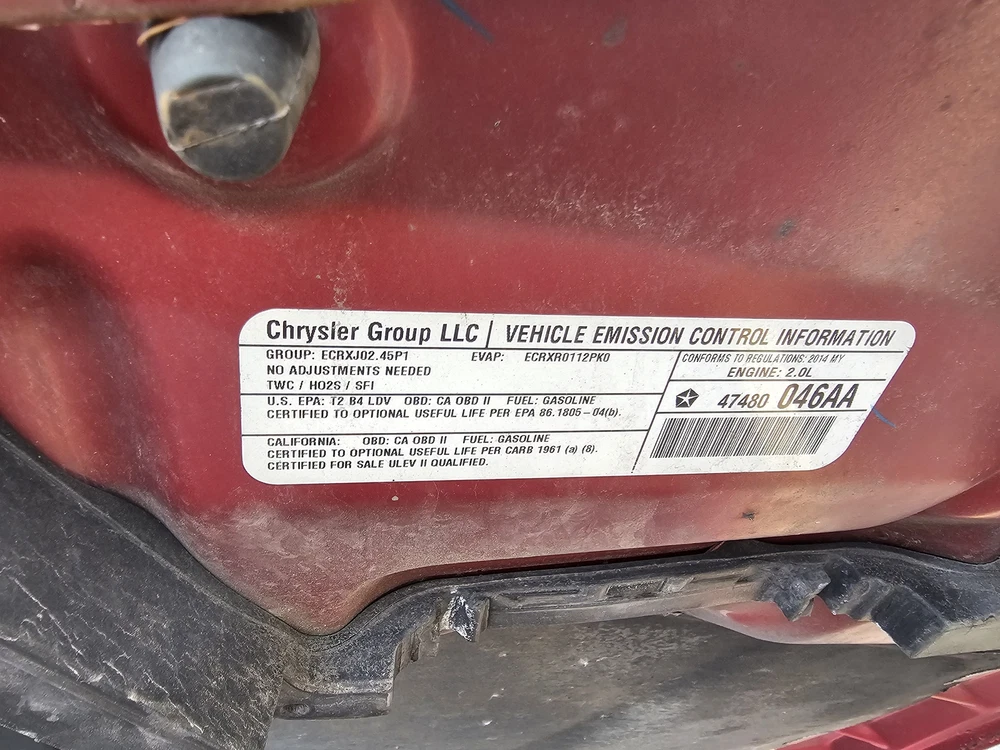 Chrysler Group LLC | VEHICLE EMISSION CONTROL INFORMATION
GROUP: ECRXJ02.45P1 EVAP: ECRXR0112PK0
NO ADJUSTMENTS NEEDED
TWC / HO2S / SFI
CONFORMS TO REGULATIONS: 2014 MY
ENGINE: 2.0L
U.S. EPA: T2 B4 LDV OBD: CA OBD II FUEL: GASOLINE
CERTIFIED TO OPTIONAL USEFUL LIFE PER EPA 86.1805–04(b).
47480 046AA
CALIFORNIA: OBD: CA OBD II FUEL: GASOLINE
CERTIFIED TO OPTIONAL USEFUL LIFE PER CARB 1961 (a) (8).
CERTIFIED FOR SALE ULEV II QUALIFIED.